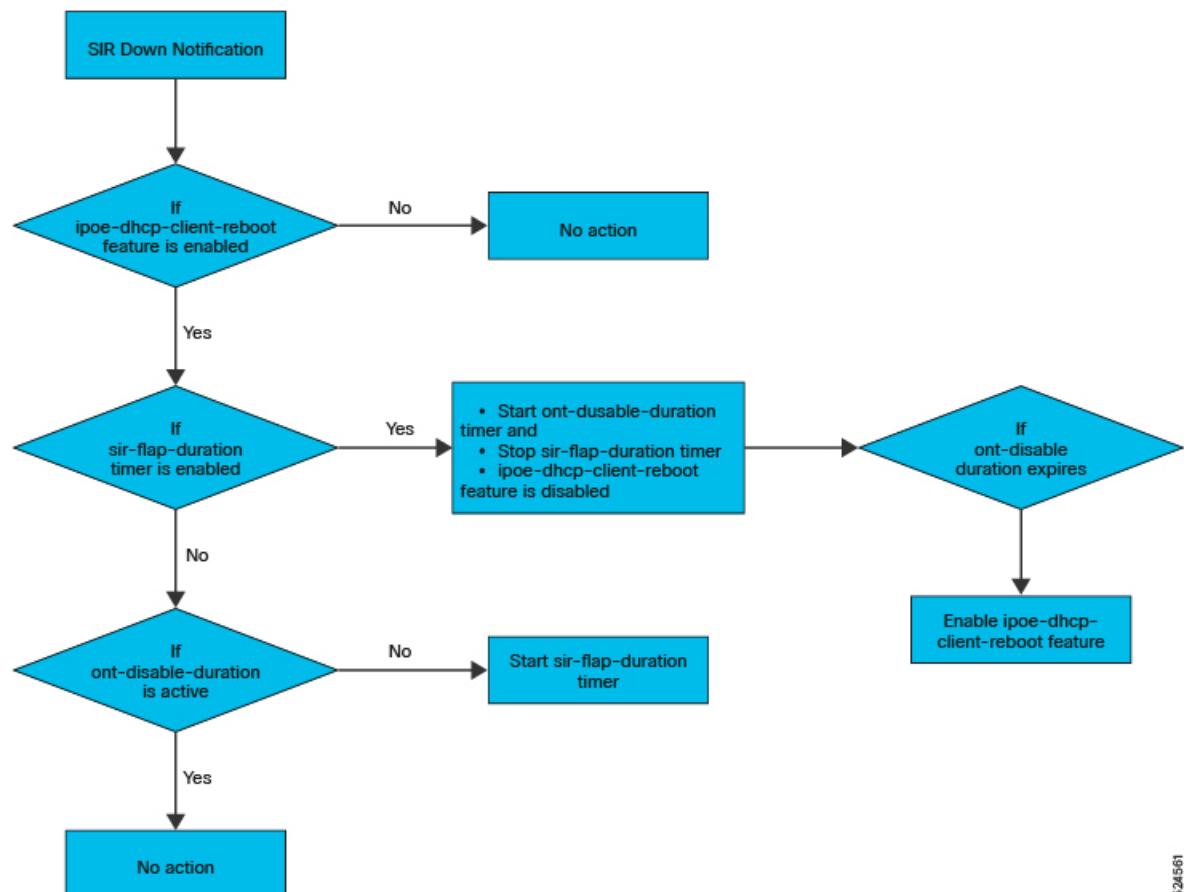 SIR Down Notification
If
ipoe-dhcp-client-reboot
feature is enabled
No
No action
Yes
If
sir-flap-duration
timer is enabled
Yes
• Start ont-dusable-duration
timer and
• Stop sir-flap-duration timer
• ipoe-dhcp-client-reboot
feature is disabled
If
ont-disable
duration expires
No
Enable ipoe-dhcp-
client-reboot feature
If
ont-disable-duration
is active
No
Start sir-flap-duration
timer
Yes
No action
524561